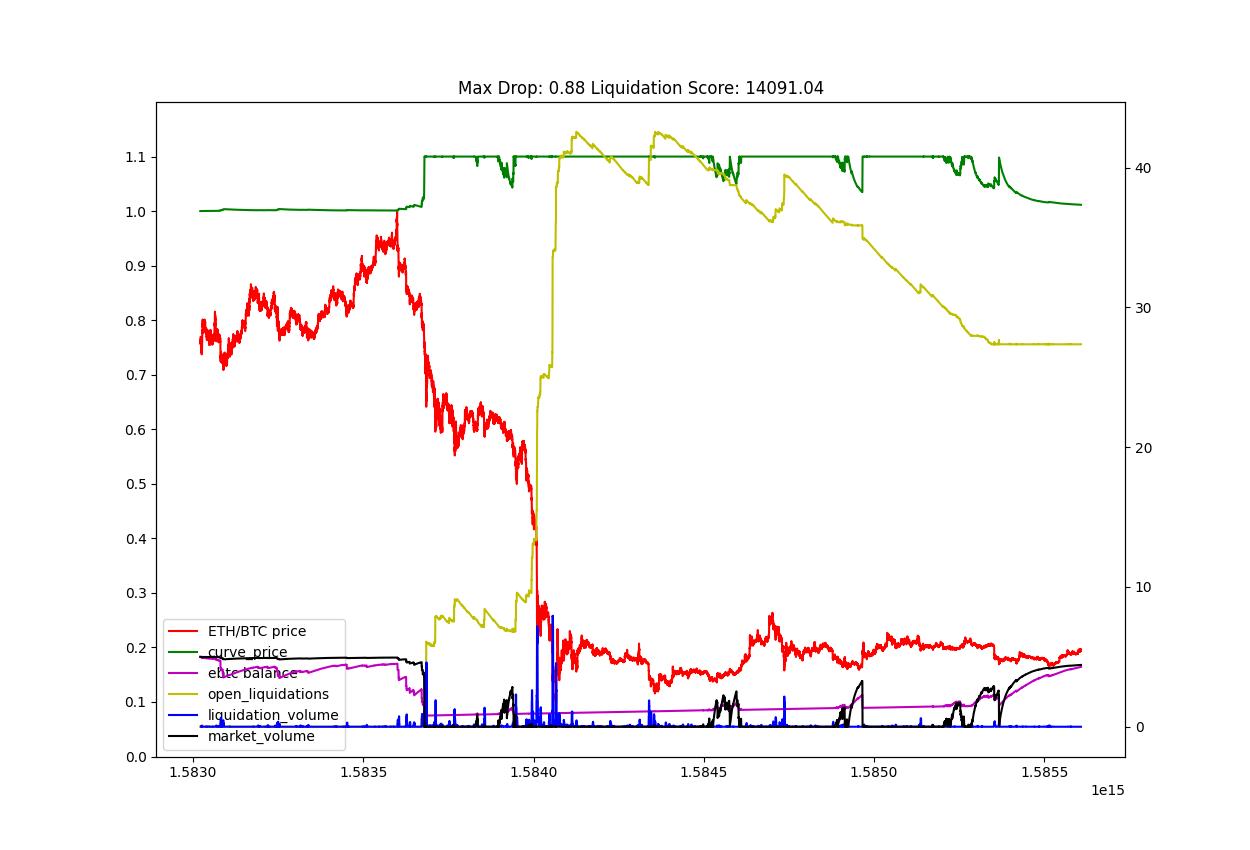 Max Drop: 0.88 Liquidation Score: 14091.04
1.1
1.0
0.9
0.8
0.7
0.6
0.5
0.4
0.3
0.2
0.1
0.0
40
30
20
10
0
ETH/BTC price
curve_price
ebtc balance
open_liquidations
liquidation_volume
market_volume
1.5830 1.5835 1.5840 1.5845 1.5850 1.5855
1e15